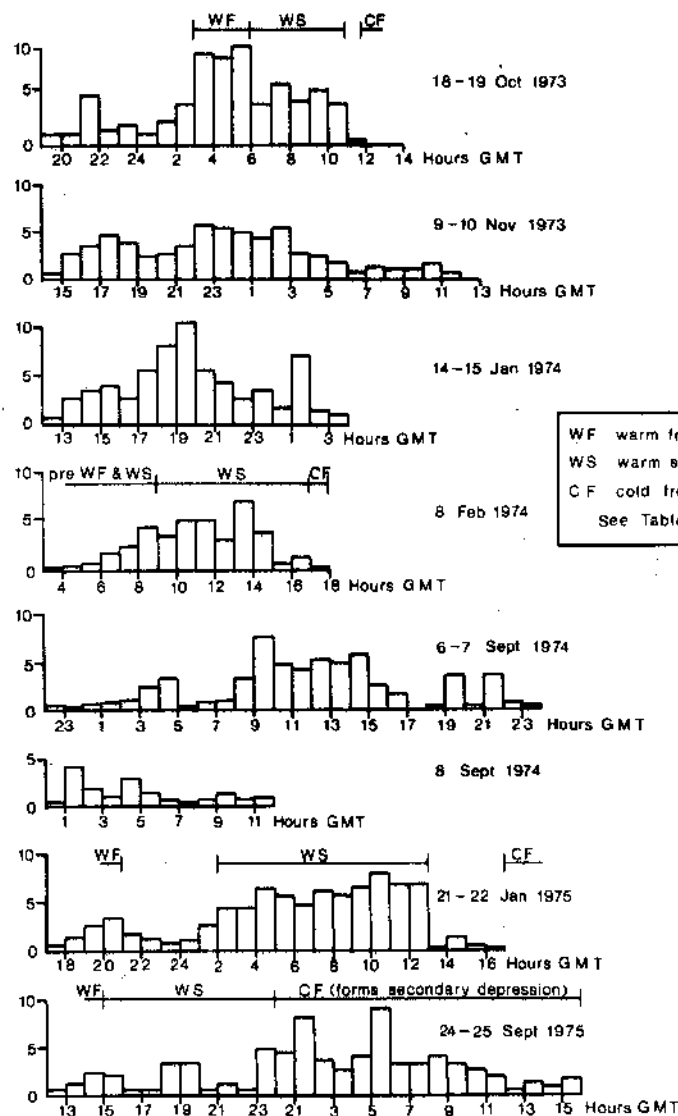 WF WS CF
10
5
0
18-19 Oct 1973
20 22 24 2 4 6 8 10 12 14 Hours GMT
10
5
0
9-10 Nov 1973
15 17 19 21 23 1 3 5 7 9 11 13
Hours GMT
10
5
0
14-15 Jan 1974
13 15 17 19 21 23 1 3 Hours GMT
WF warm
WS warm
CF cold
See
pre WF & WS WS CF
10
5
0
8 Feb 1974
4 6 8 10 12 14 16 18 Hours GMT
10
5
0
6-7 Sept 1974
23 1 3 5 7 9 11 13 15 17 19 21 23 Hours GMT
5
0
8 Sept 1974
1 3 5 7 9 11 Hours GMT
WF WS CF
10
5
0
21-22 Jan 1975
18 20 22 24 2 4 6 8 10 12 14 16 Hours GMT
WF WS CF (forms secondary depression)
10
5
0
24-25 Sept 1975
13 15 17 19 21 3 5 7 9 11 13 15 Hours GMT